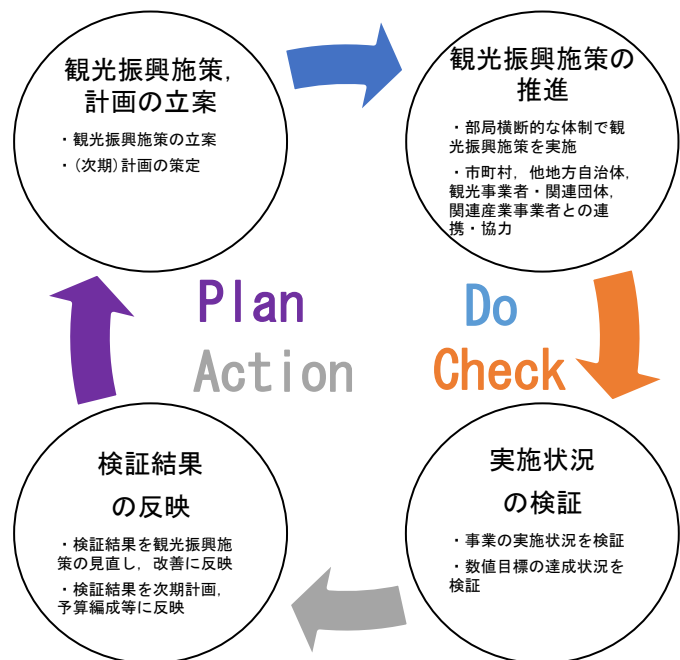 観光振興施策,
計画の立案
・観光振興施策の立案
・(次期)計画の策定
観光振興施策の
推進
・部局横断的な体制で観
光振興施策を実施
・市町村, 他地方自治体,
観光事業者・関連団体,
関連産業事業者との連
携・協力
Plan
Do
Action
Check
検証結果
の反映
・検証結果を観光振興施
策の見直し, 改善に反映
・検証結果を次期計画,
予算編成等に反映
実施状況
の検証
・事業の実施状況を検証
・数値目標の達成状況を
検証